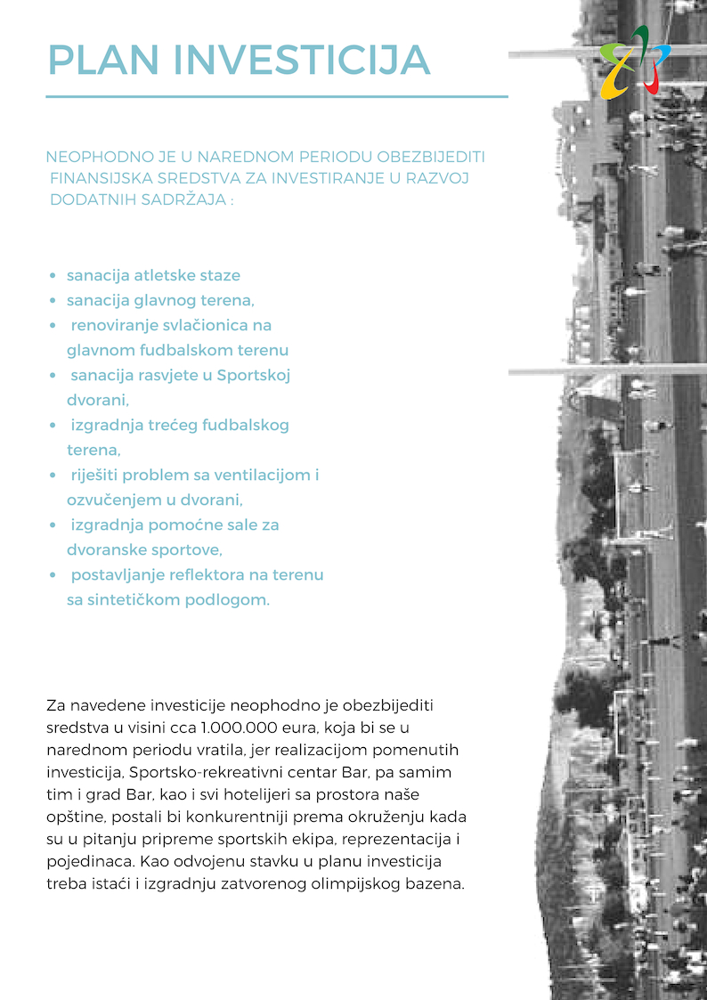 PLAN INVESTICIJA
NEOPHODNO JE U NAREDNOM PERIODU OBEZBIJEDITI
FINANSIJSKA SREDSTVA ZA INVESTIRANJE U RAZVOJ
DODATNIH SADRŽAJA :
• sanacija atletske staze
• sanacija glavnog terena,
• renoviranje svlačionica na
glavnom fudbalskom terenu
• sanacija rasvjete u Sportskoj
dvorani,
• izgradnja trećeg fudbalskog
terena,
• riješiti problem sa ventilacijom i
ozvučenjem u dvorani,
• izgradnja pomoćne sale za
dvoranske sportove,
• postavljanje reflektora na terenu
sa sintetičkom podlogom.
Za navedene investicije neophodno je obezbijediti
sredstva u visini cca 1.000.000 eura, koja bi se u
narednom periodu vratila, jer realizacijom pomenutih
investicija, Sportsko-rekreativni centar Bar, pa samim
tim i grad Bar, kao i svi hotelijeri sa prostora naše
opštine, postali bi konkurentniji prema okruženju kada
su u pitanju pripreme sportskih ekipa, reprezentacija i
pojedinaca. Kao odvojenu stavku u planu investicija
treba istaći i izgradnju zatvorenog olimpijskog bazena.